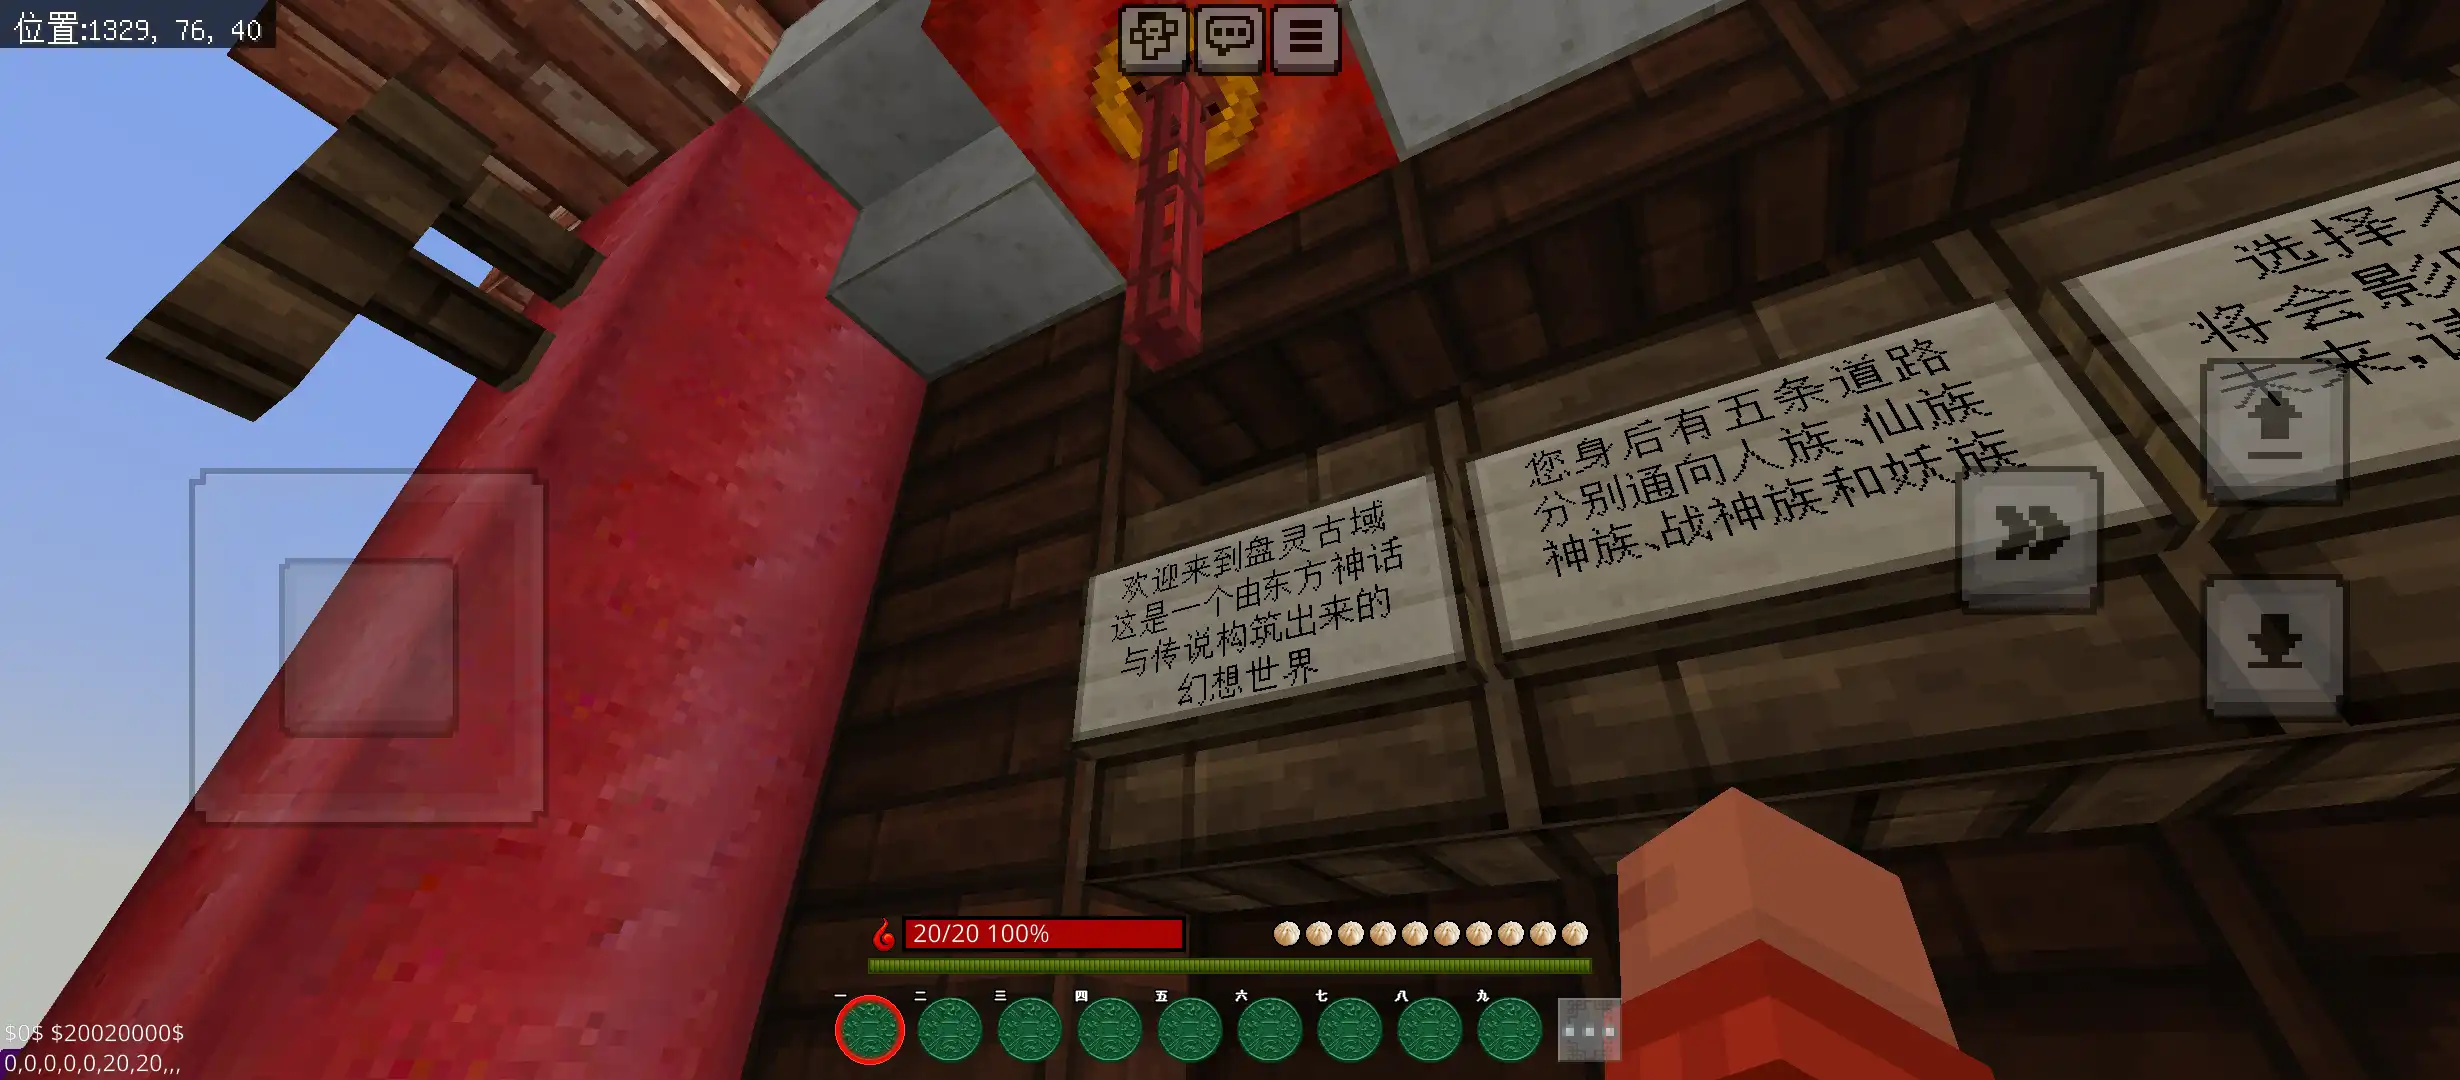 位置:1329, 76, 40
欢迎来到盘灵古域
这是一个由东方神话
与传说构筑出来的
幻想世界
您身后有五条道路
分别通向人族、仙族
神族、战神族和妖族
选择不
将会影
未来,请
20/20 100%
一 二 三 四 五 六 七 八 九
$0$ $20020000$
0,0,0,0,0,20,20,,,